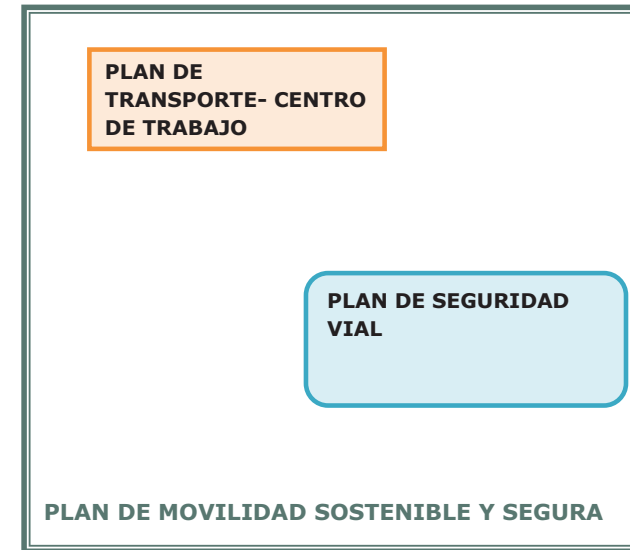 PLAN DE
TRANSPORTE- CENTRO
DE TRABAJO
PLAN DE SEGURIDAD
VIAL
PLAN DE MOVILIDAD SOSTENIBLE Y SEGURA